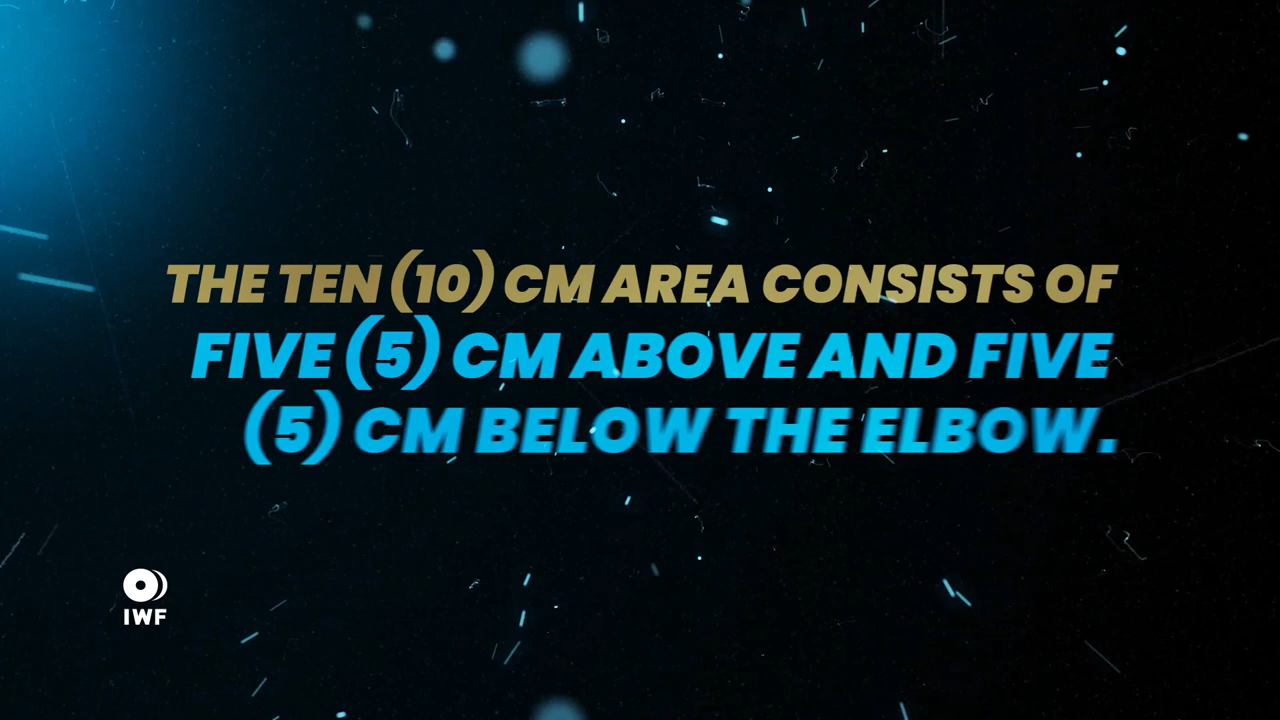 THE TEN (10) CM AREA CONSISTS OF
FIVE (5) CM ABOVE AND FIVE
(5) CM BELOW THE ELBOW.
IWF